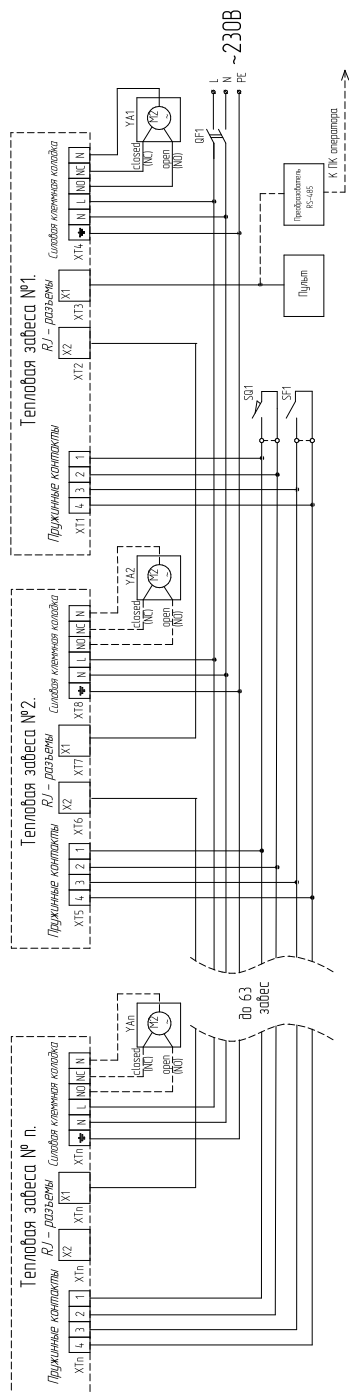 Тепловая завеса №1.
Пружинные контакты
RJ - разъемы
Силовая клеммная колодка
4 3 2 1
X2
X1
N L NO NC N
XT1
XT2
XT3
XT4
YA1
M2
~
closed (NC)
open (NO)
~230В
L
N
PE
QF1
Пульт
Преобразователь RS-485
К ПК оператора
SQ1
SF1
Тепловая завеса №2.
Пружинные контакты
RJ - разъемы
Силовая клеммная колодка
4 3 2 1
X2
X1
N L NO NC N
XT5
XT6
XT7
XT8
YA2
M2
~
closed (NC)
open (NO)
до 63 завес
Тепловая завеса № n.
Пружинные контакты
RJ - разъемы
Силовая клеммная колодка
4 3 2 1
X2
X1
N L NO NC N
XTn
XTn
XTn
XTn
YAn
M2
~
closed (NC)
open (NO)